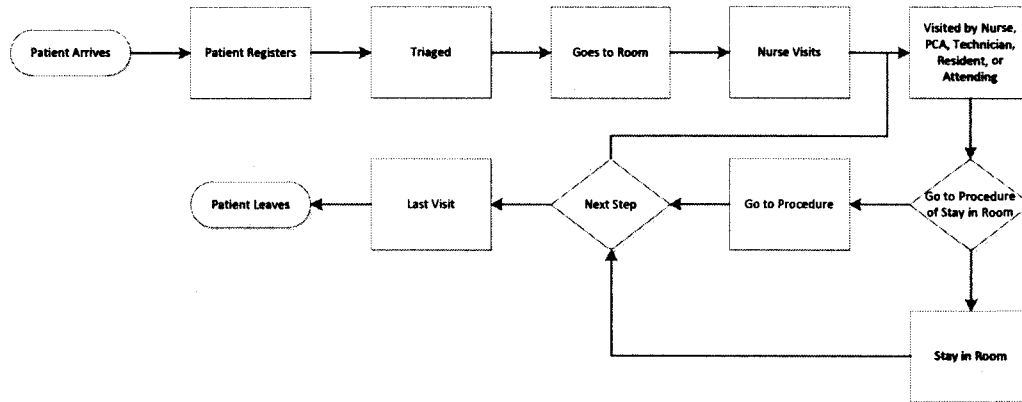 Patient Arrives
Patient Registers
Triaged
Goes to Room
Nurse Visits
Visited by Nurse,
PCA, Technician,
Resident, or
Attending
Patient Leaves
Last Visit
Next Step
Go to Procedure
Go to Procedure
of Stay in Room
Stay in Room